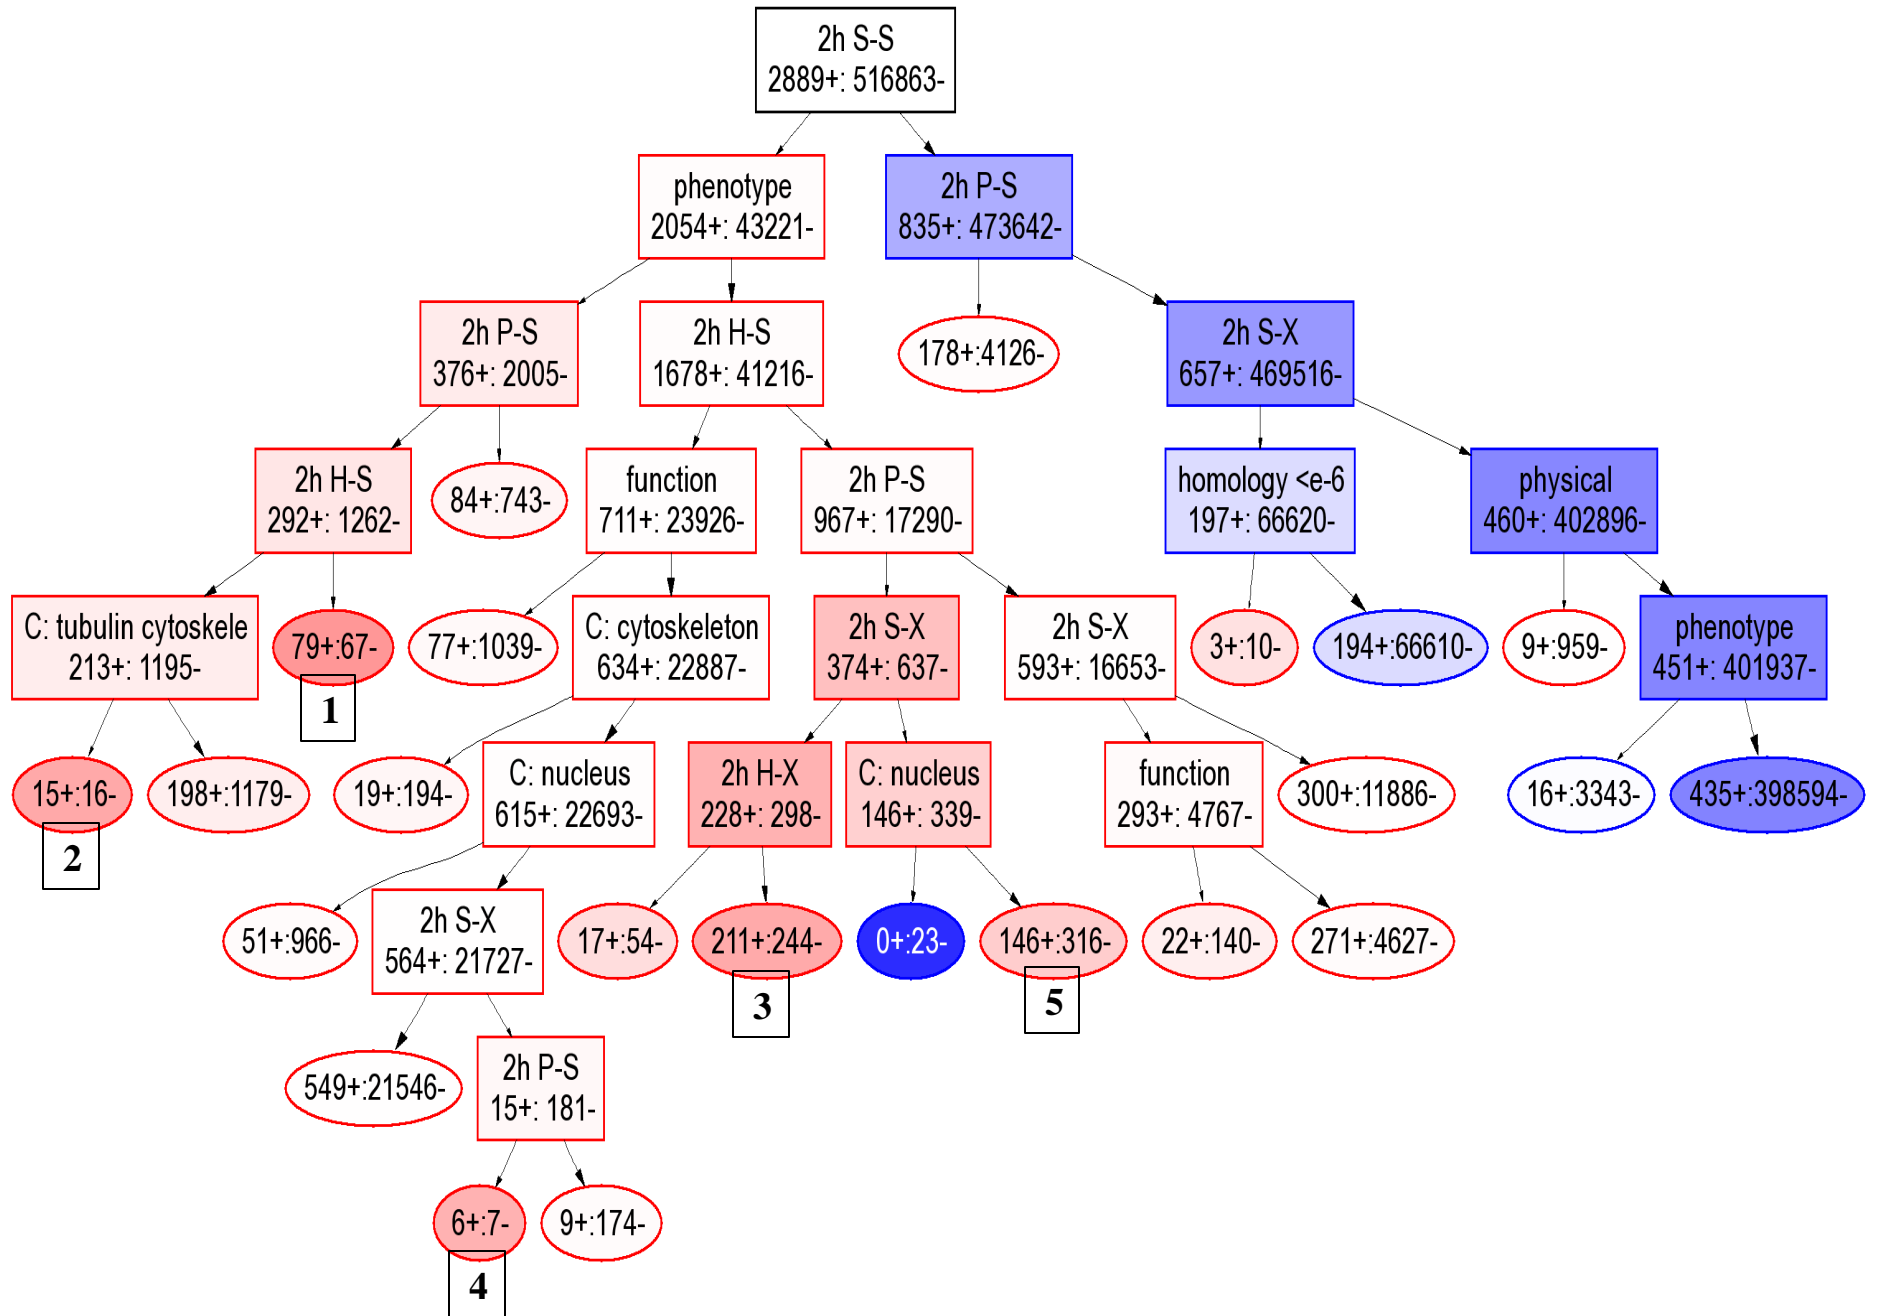 2h S-S
2889+: 516863-
phenotype
2054+: 43221-
2h P-S
835+: 473642-
2h P-S
376+: 2005-
2h H-S
1678+: 41216-
178+:4126-
2h S-X
657+: 469516-
2h H-S
292+: 1262-
84+:743-
function
711+: 23926-
2h P-S
967+: 17290-
homology <e-6
197+: 66620-
physical
460+: 402896-
C: tubulin cytoskele
213+: 1195-
79+:67-
1
77+:1039-
C: cytoskeleton
634+: 22887-
2h S-X
374+: 637-
2h S-X
593+: 16653-
3+:10-
194+:66610-
9+:959-
phenotype
451+: 401937-
15+:16-
2
198+:1179-
19+:194-
C: nucleus
615+: 22693-
2h H-X
228+: 298-
C: nucleus
146+: 339-
function
293+: 4767-
300+:11886-
16+:3343-
435+:398594-
51+:966-
2h S-X
564+: 21727-
17+:54-
211+:244-
3
0+:23-
146+:316-
5
22+:140-
271+:4627-
549+:21546-
2h P-S
15+: 181-
6+:7-
4
9+:174-